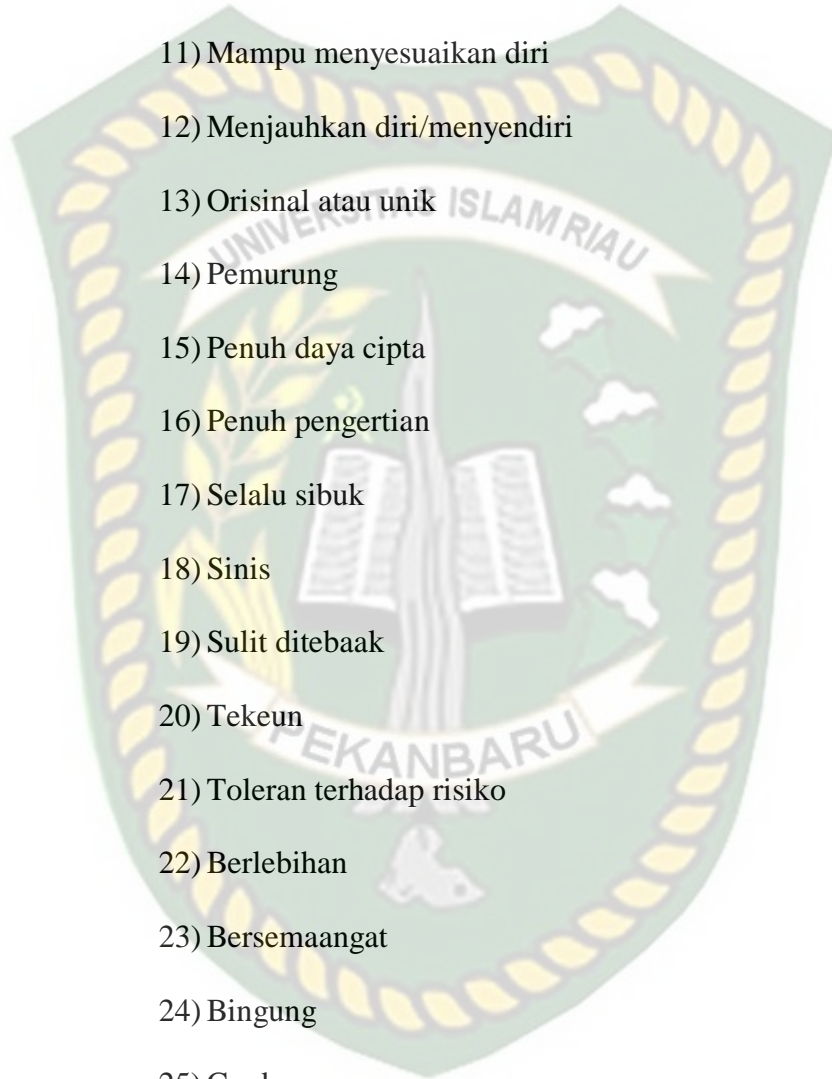 11) Mampu menyesuaikan diri
12) Menjauhkan diri/menyendiri
13) Orisinal atau unik
UNIVERSITAS ISLAM RIAU
14) Pemurung
15) Penuh daya cipta
16) Penuh pengertian
17) Selalu sibuk
18) Sinis
19) Sulit ditebaak
20) Tekeun
PEKANBARU
21) Toleran terhadap risiko
22) Berlebihan
23) Bersemaangat
24) Bingung